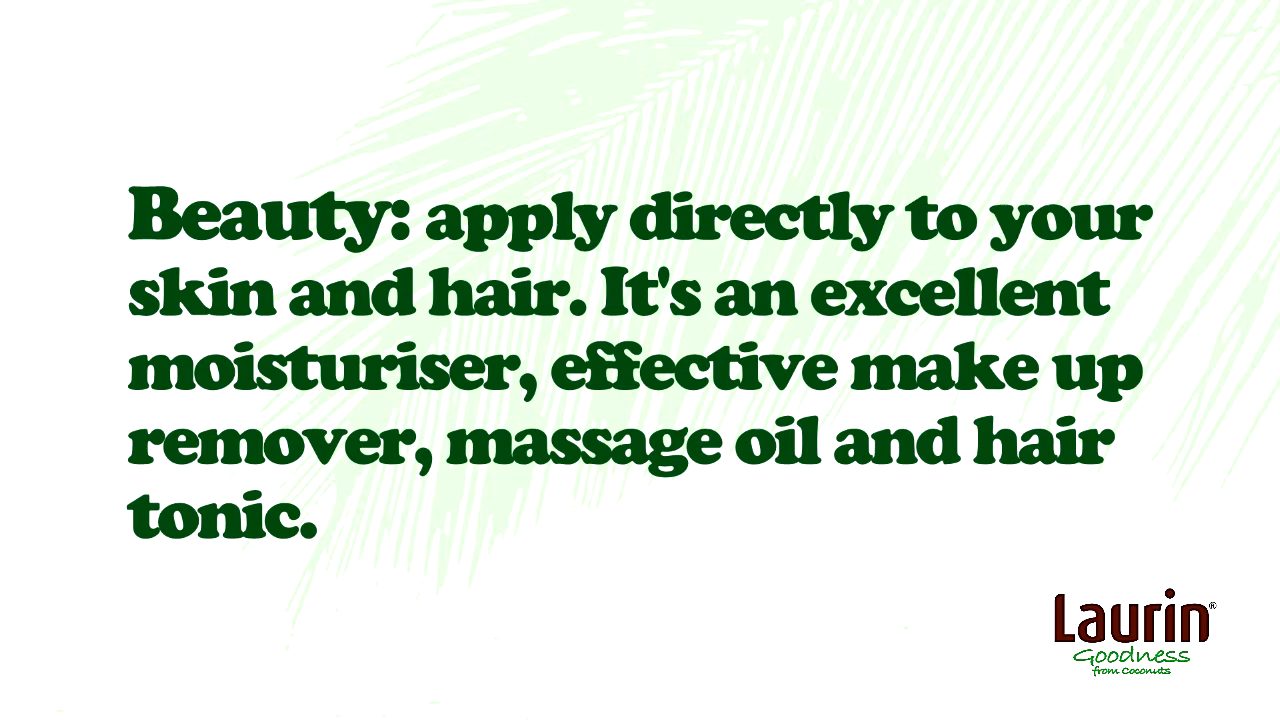 Beauty: apply directly to your
skin and hair. It's an excellent
moisturiser, effective make up
remover, massage oil and hair
tonic.
Laurin®
Goodness
from Coconuts